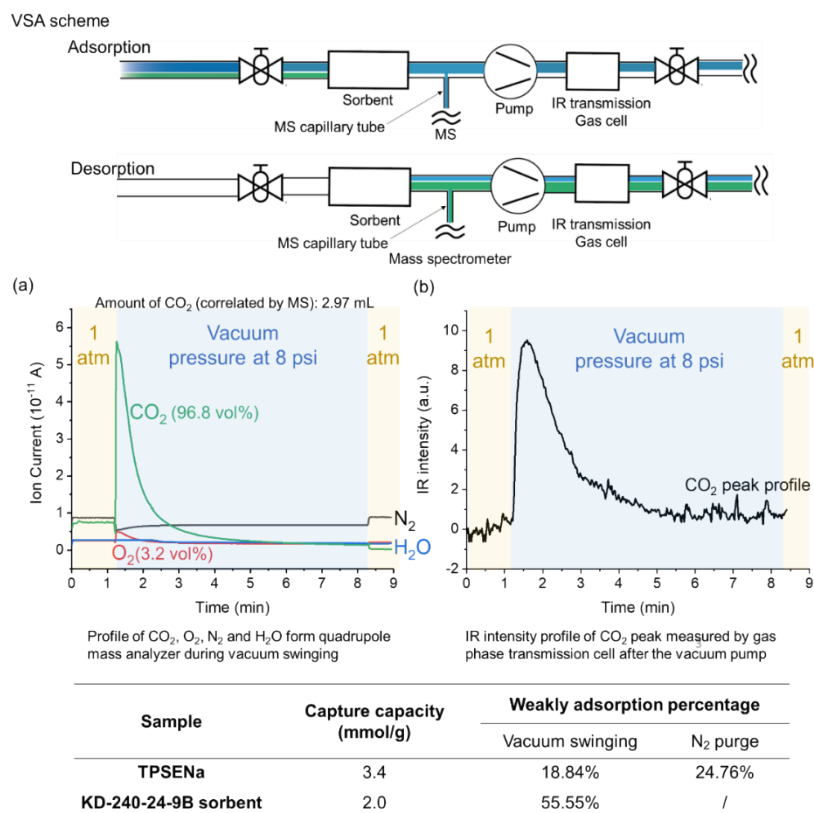 VSA scheme
Adsorption
Sorbent
Pump
IR transmission
Gas cell
MS capillary tube
MS
Desorption
Sorbent
Pump
IR transmission
Gas cell
MS capillary tube
Mass spectrometer
(a)
Amount of CO₂ (correlated by MS): 2.97 mL
1
atm
Vacuum
pressure at 8 psi
1
atm
CO₂ (96.8 vol%)
N₂
O₂(3.2 vol%)
H₂O
Ion Current (10⁻¹¹ A)
6
5
4
3
2
1
0
0 1 2 3 4 5 6 7 8 9
Time (min)
Profile of CO₂, O₂, N₂ and H₂O form quadrupole
mass analyzer during vacuum swinging
(b)
1
atm
Vacuum
pressure at 8 psi
1
atm
CO₂ peak profile
IR intensity (a.u.)
10
8
6
4
2
0
-2
0 1 2 3 4 5 6 7 8 9
Time (min)
3
IR intensity profile of CO₂ peak measured by gas
phase transmission cell after the vacuum pump
Sample Capture capacity (mmol/g) Weakly adsorption percentage
Vacuum swinging N₂ purge
TPSENa 3.4 18.84% 24.76%
KD-240-24-9B sorbent 2.0 55.55% /